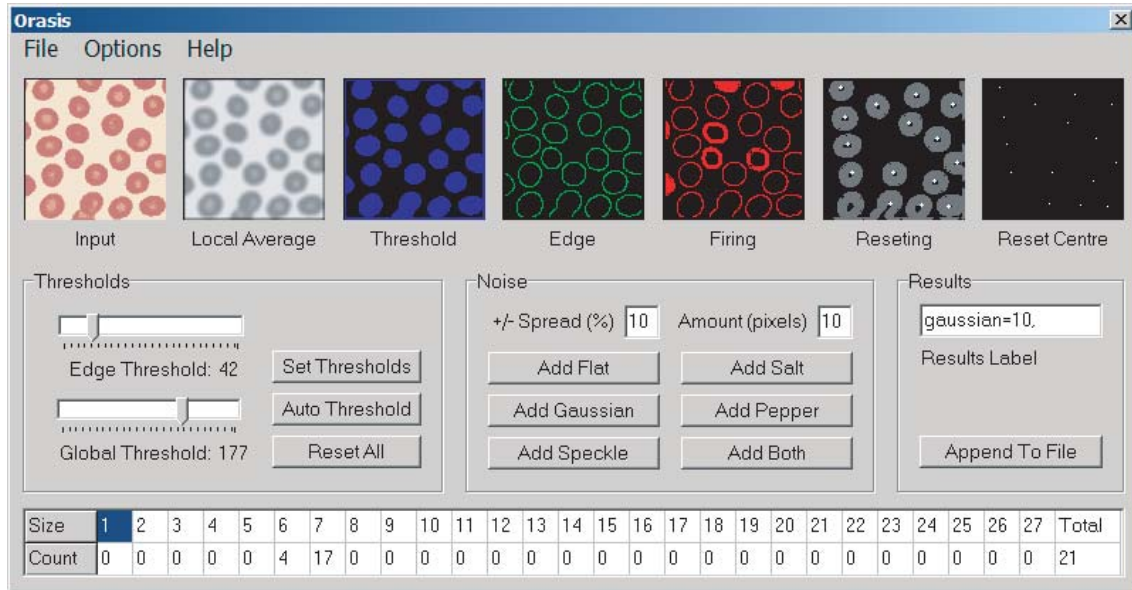 Orasis
File Options Help
Input Local Average Threshold Edge Firing Reseting Reset Centre
Thresholds
Edge Threshold: 42
Global Threshold: 177
Set Thresholds
Auto Threshold
Reset All
Noise
+/- Spread (%) 10 Amount (pixels) 10
Add Flat Add Salt
Add Gaussian Add Pepper
Add Speckle Add Both
Results
gaussian=10,
Results Label
Append To File
Size 1 2 3 4 5 6 7 8 9 10 11 12 13 14 15 16 17 18 19 20 21 22 23 24 25 26 27 Total
Count 0 0 0 0 0 4 17 0 0 0 0 0 0 0 0 0 0 0 0 0 0 0 0 0 0 0 0 21